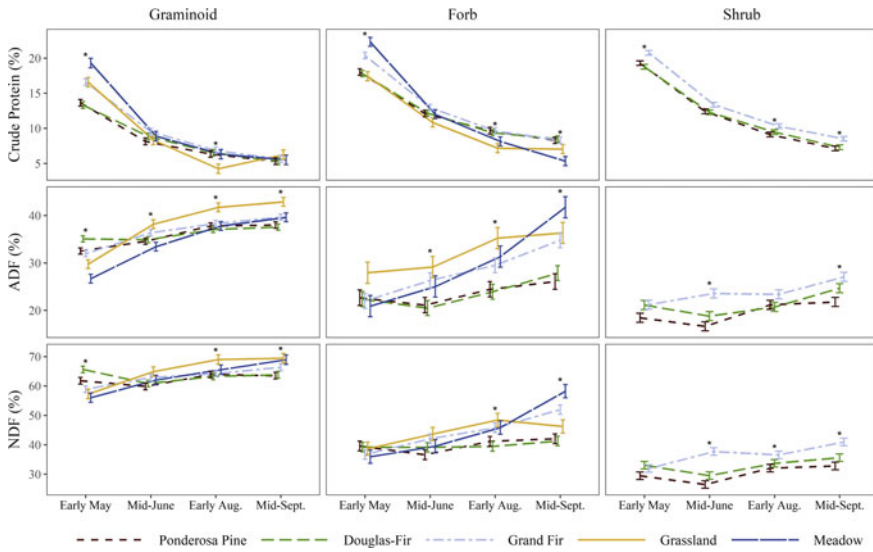 Graminoid Forb Shrub
Crude Protein (%)
20
15
10
5
* * * * * * * * *
ADF (%)
40
30
20
* * * * * * * * *
NDF (%)
70
60
50
40
30
* * * * * * * *
Early May Mid-June Early Aug. Mid-Sept. Early May Mid-June Early Aug. Mid-Sept. Early May Mid-June Early Aug. Mid-Sept.
Ponderosa Pine Douglas-Fir Grand Fir Grassland Meadow